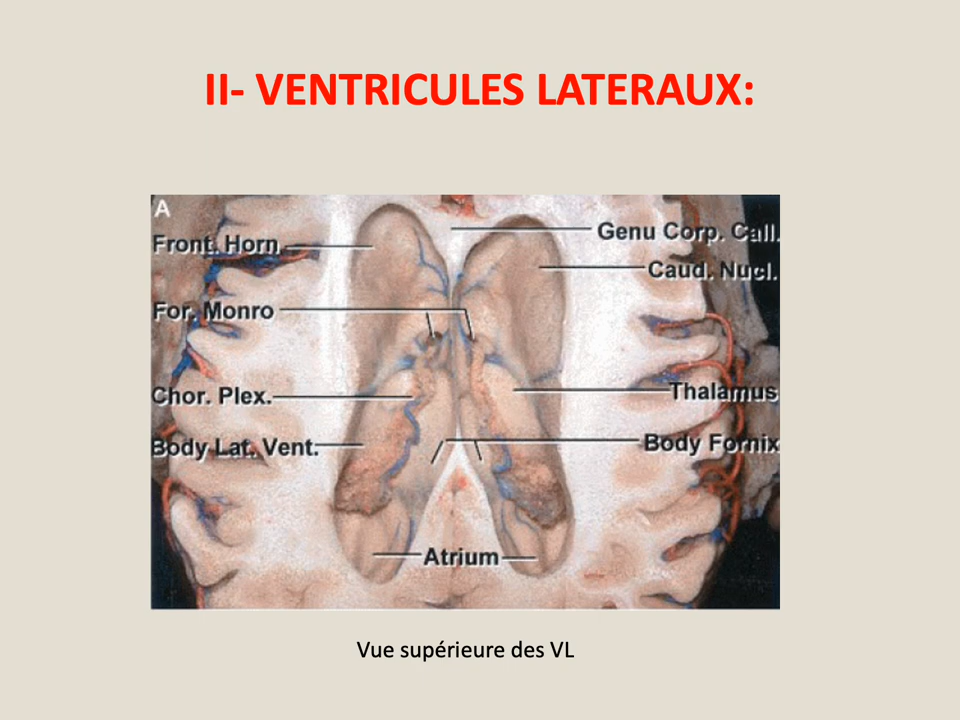 II- VENTRICULES LATERAUX:
A
Front. Horn
Genu Corp. Call.
Caud. Nucl.
For. Monro
Chor. Plex.
Thalamus
Body Lat. Vent.
Body Fornix
Atrium
Vue supérieure des VL